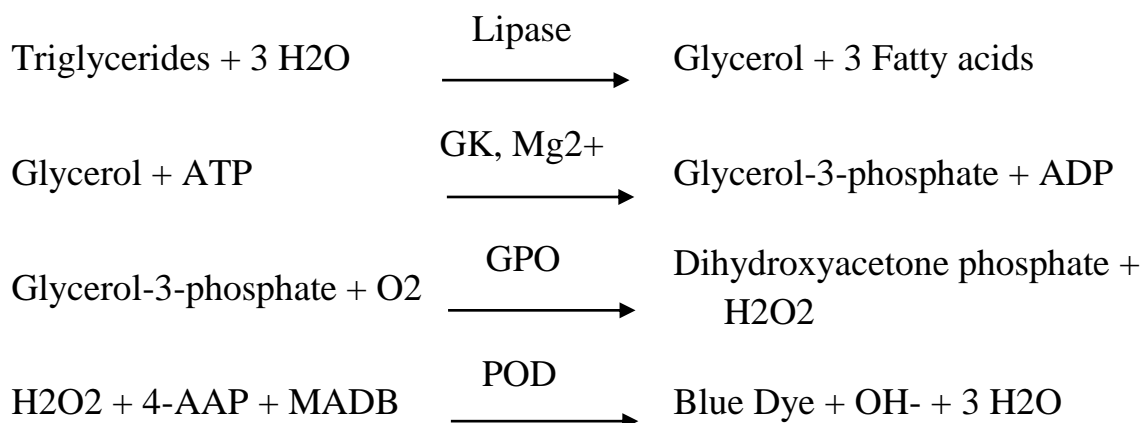 Lipase
Triglycerides + 3 H2O Glycerol + 3 Fatty acids
GK, Mg2+
Glycerol + ATP Glycerol-3-phosphate + ADP
GPO
Glycerol-3-phosphate + O2 Dihydroxyacetone phosphate +
H2O2
POD
H2O2 + 4-AAP + MADB Blue Dye + OH- + 3 H2O